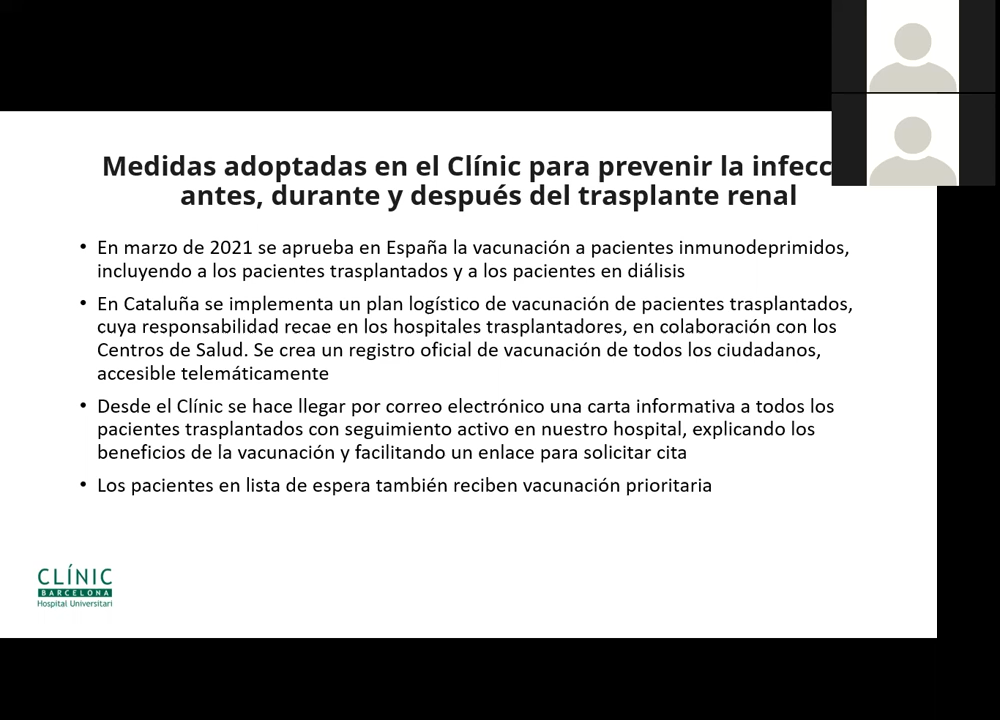 Medidas adoptadas en el Clínic para prevenir la
antes, durante y después del trasplante renal
• En marzo de 2021 se aprueba en España la vacunación a pacientes inmunodeprimidos,
incluyendo a los pacientes trasplantados y a los pacientes en diálisis
• En Cataluña se implementa un plan logístico de vacunación de pacientes trasplantados,
cuya responsabilidad recae en los hospitales trasplantadores, en colaboración con los
Centros de Salud. Se crea un registro oficial de vacunación de todos los ciudadanos,
accesible telemáticamente
• Desde el Clínic se hace llegar por correo electrónico una carta informativa a todos los
pacientes trasplantados con seguimiento activo en nuestro hospital, explicando los
beneficios de la vacunación y facilitando un enlace para solicitar cita
• Los pacientes en lista de espera también reciben vacunación prioritaria
CLÍNIC
BARCELONA
Hospital Universitari